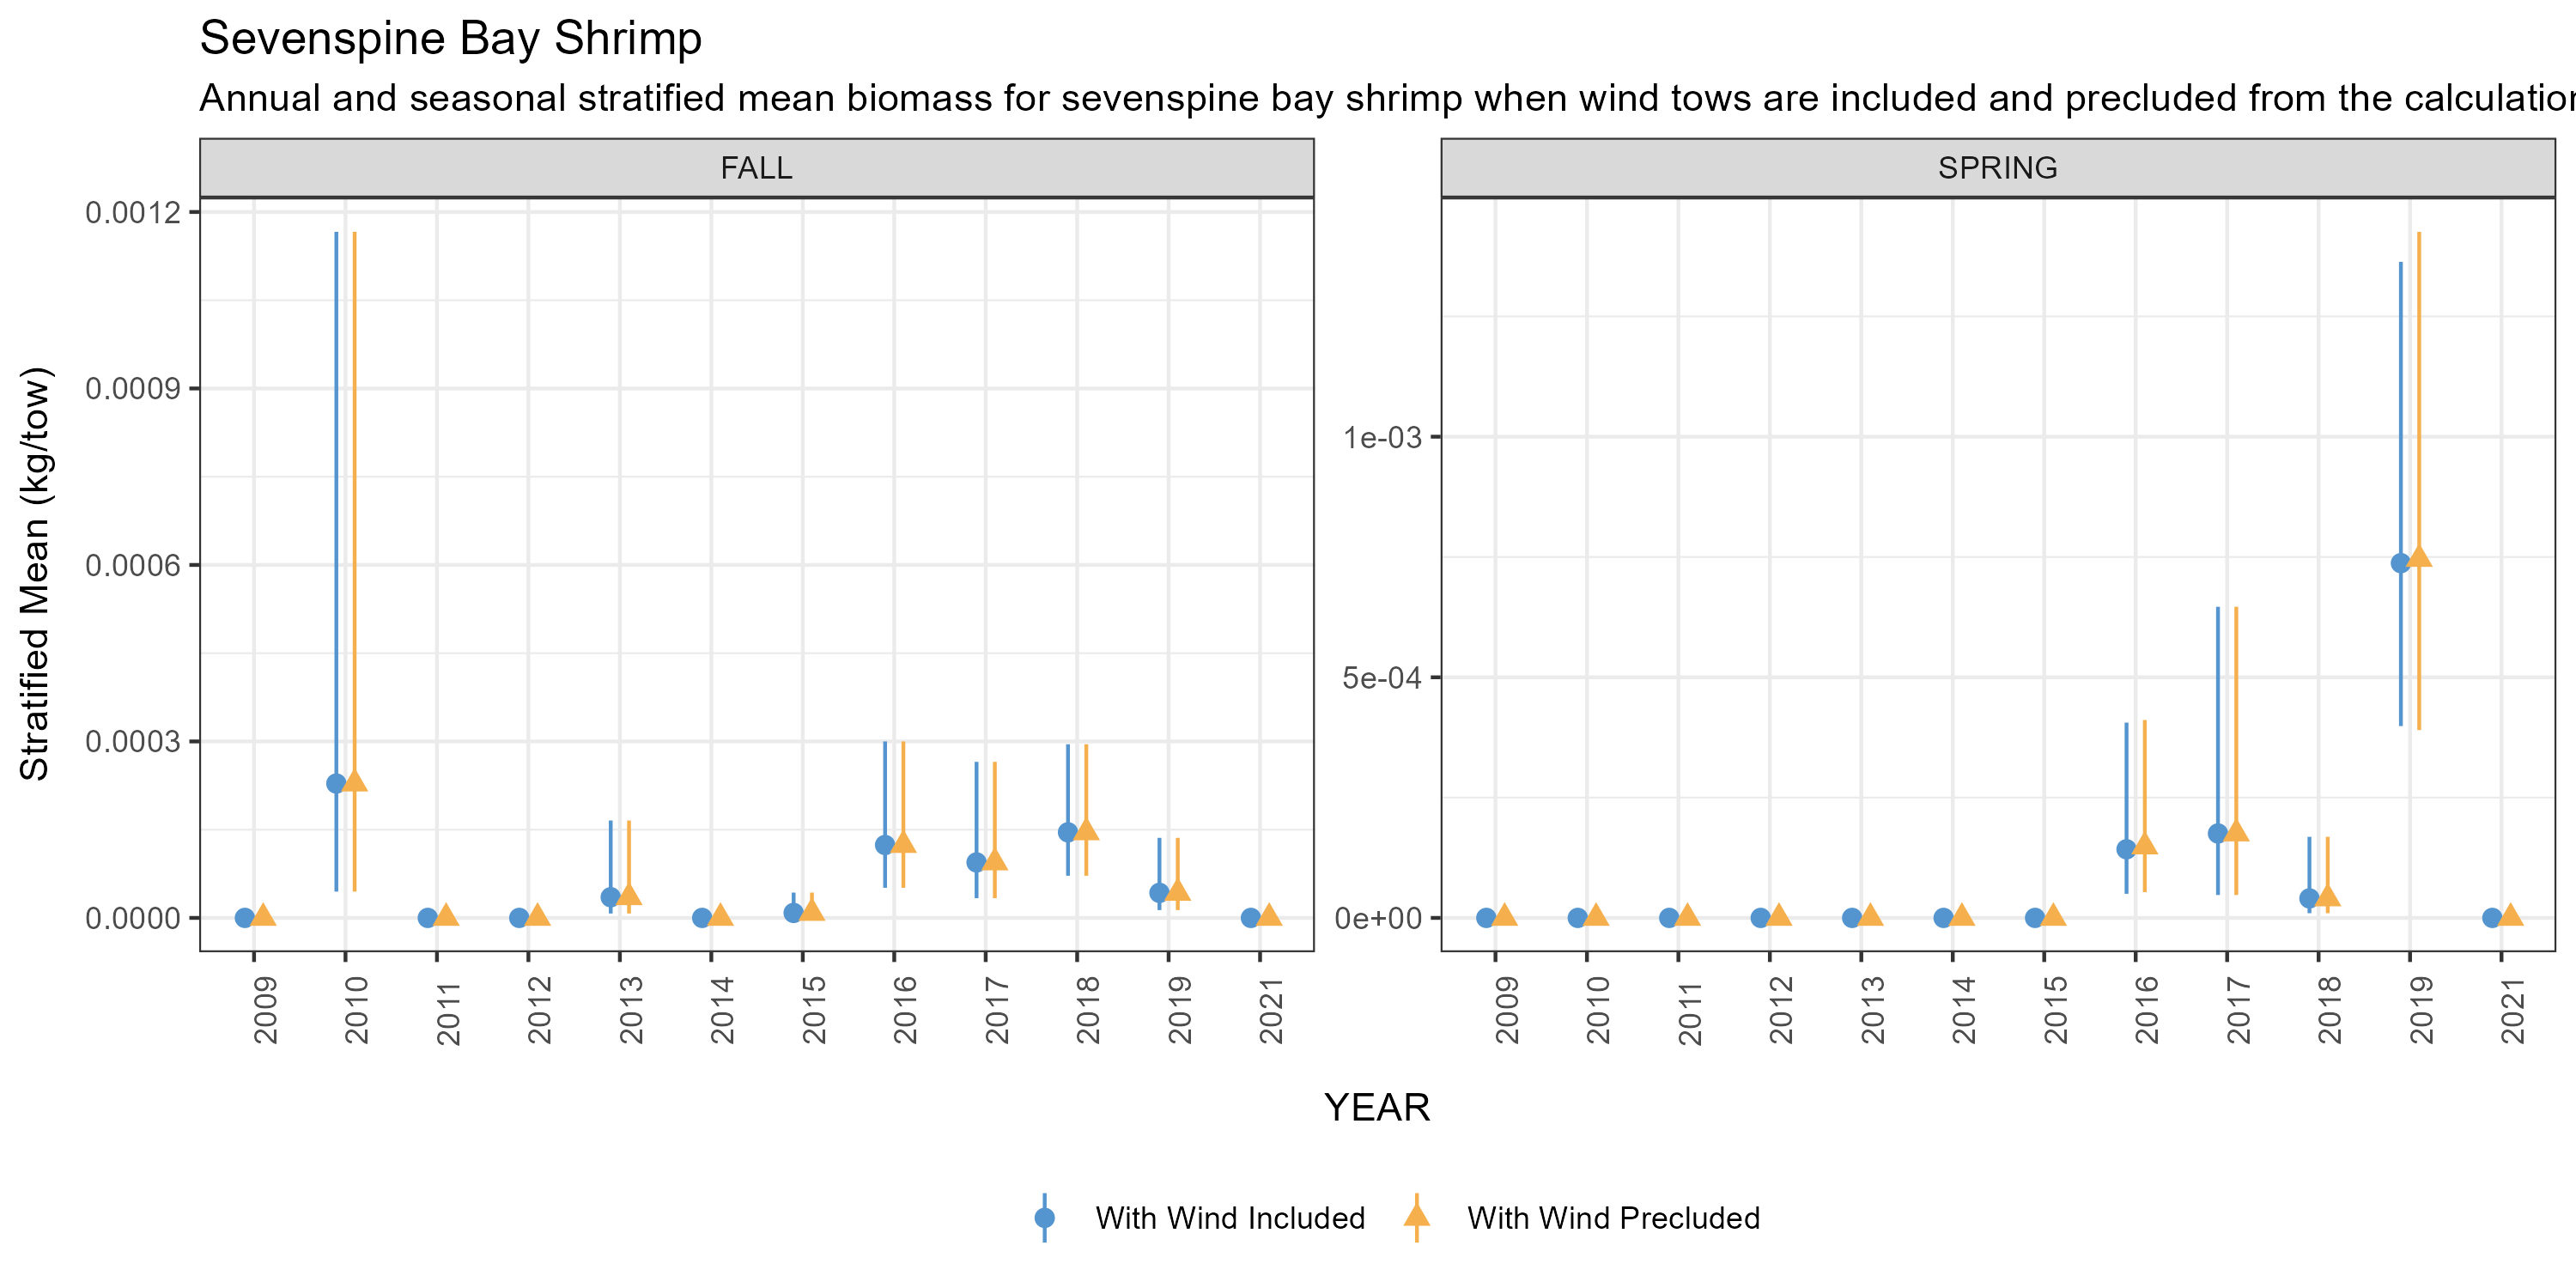 Sevenspine Bay Shrimp
Annual and seasonal stratified mean biomass for sevenspine bay shrimp when wind tows are included and precluded from the
FALL
SPRING
Stratified Mean (kg/tow)
0.0012
0.0009
0.0006
0.0003
0.0000
1e-03
5e-04
0e+00
2009 2010 2011 2012 2013 2014 2015 2016 2017 2018 2019 2021
2009 2010 2011 2012 2013 2014 2015 2016 2017 2018 2019 2021
YEAR
With Wind Included
With Wind Precluded